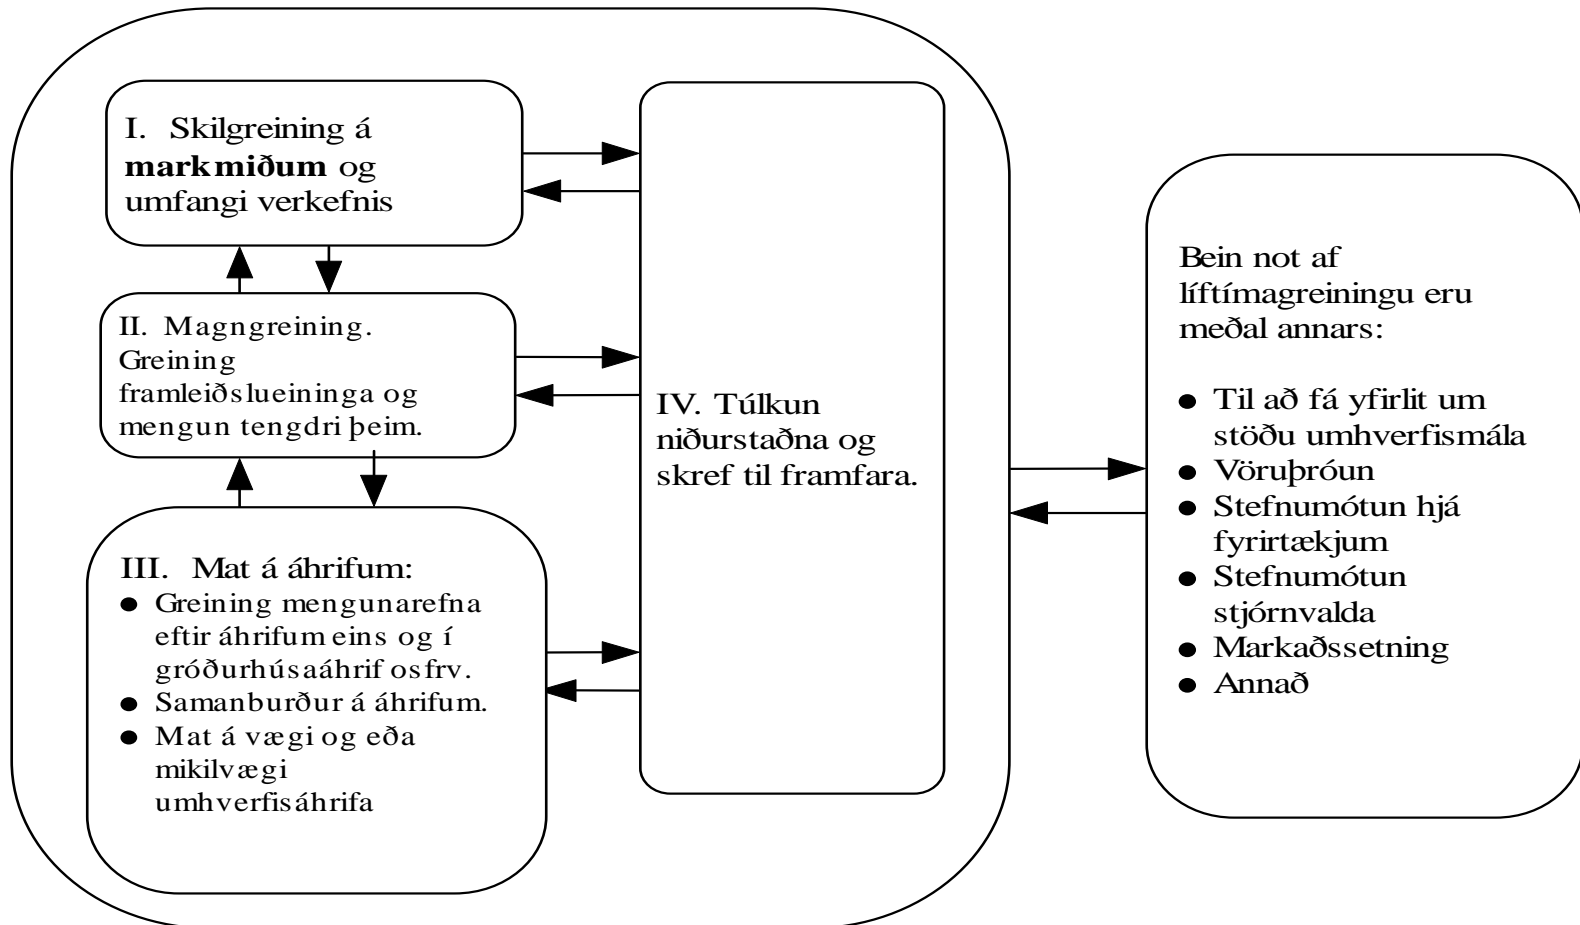 I. Skilgreining á
markmiðum og
umfangi verkefnis
II. Magngreining.
Greining
framleiðslueininga og
mengun tengdri þeim.
III. Mat á áhrifum:
● Greining mengunarefna
eftir áhrifum eins og í
gróðurhúsaáhrif osfrv.
● Samanburður á áhrifum.
● Mat á vægi og eða
mikilvægi
umhverfisáhrifa
IV. Túlkun
niðurstaðna og
skref til framfara.
Bein not af
líftímagreiningu eru
meðal annars:
● Til að fá yfirlit um
stöðu umhverfismála
● Vöruþróun
● Stefnumótun hjá
fyrirtækjum
● Stefnumótun
stjórnvalda
● Markaðssetning
● Annað